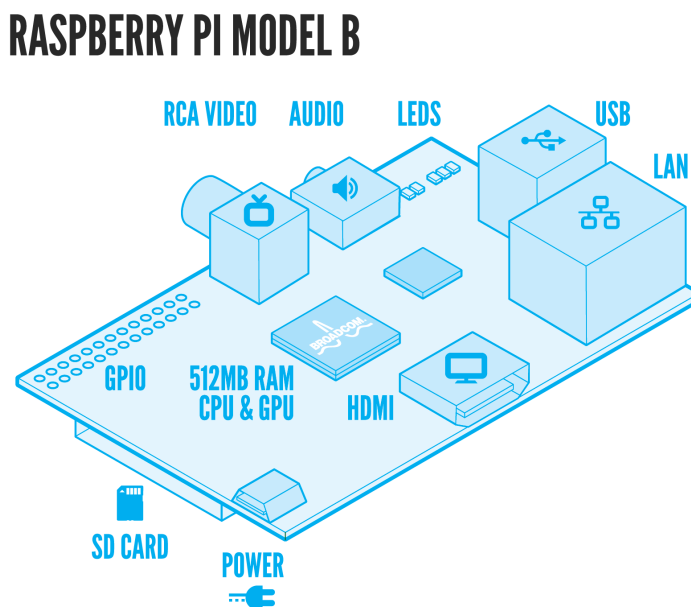 RASPBERRY PI MODEL B
RCA VIDEO
AUDIO
LEDS
USB
LAN
BROADCOM
GPIO
512MB RAM
CPU & GPU
HDMI
SD CARD
POWER